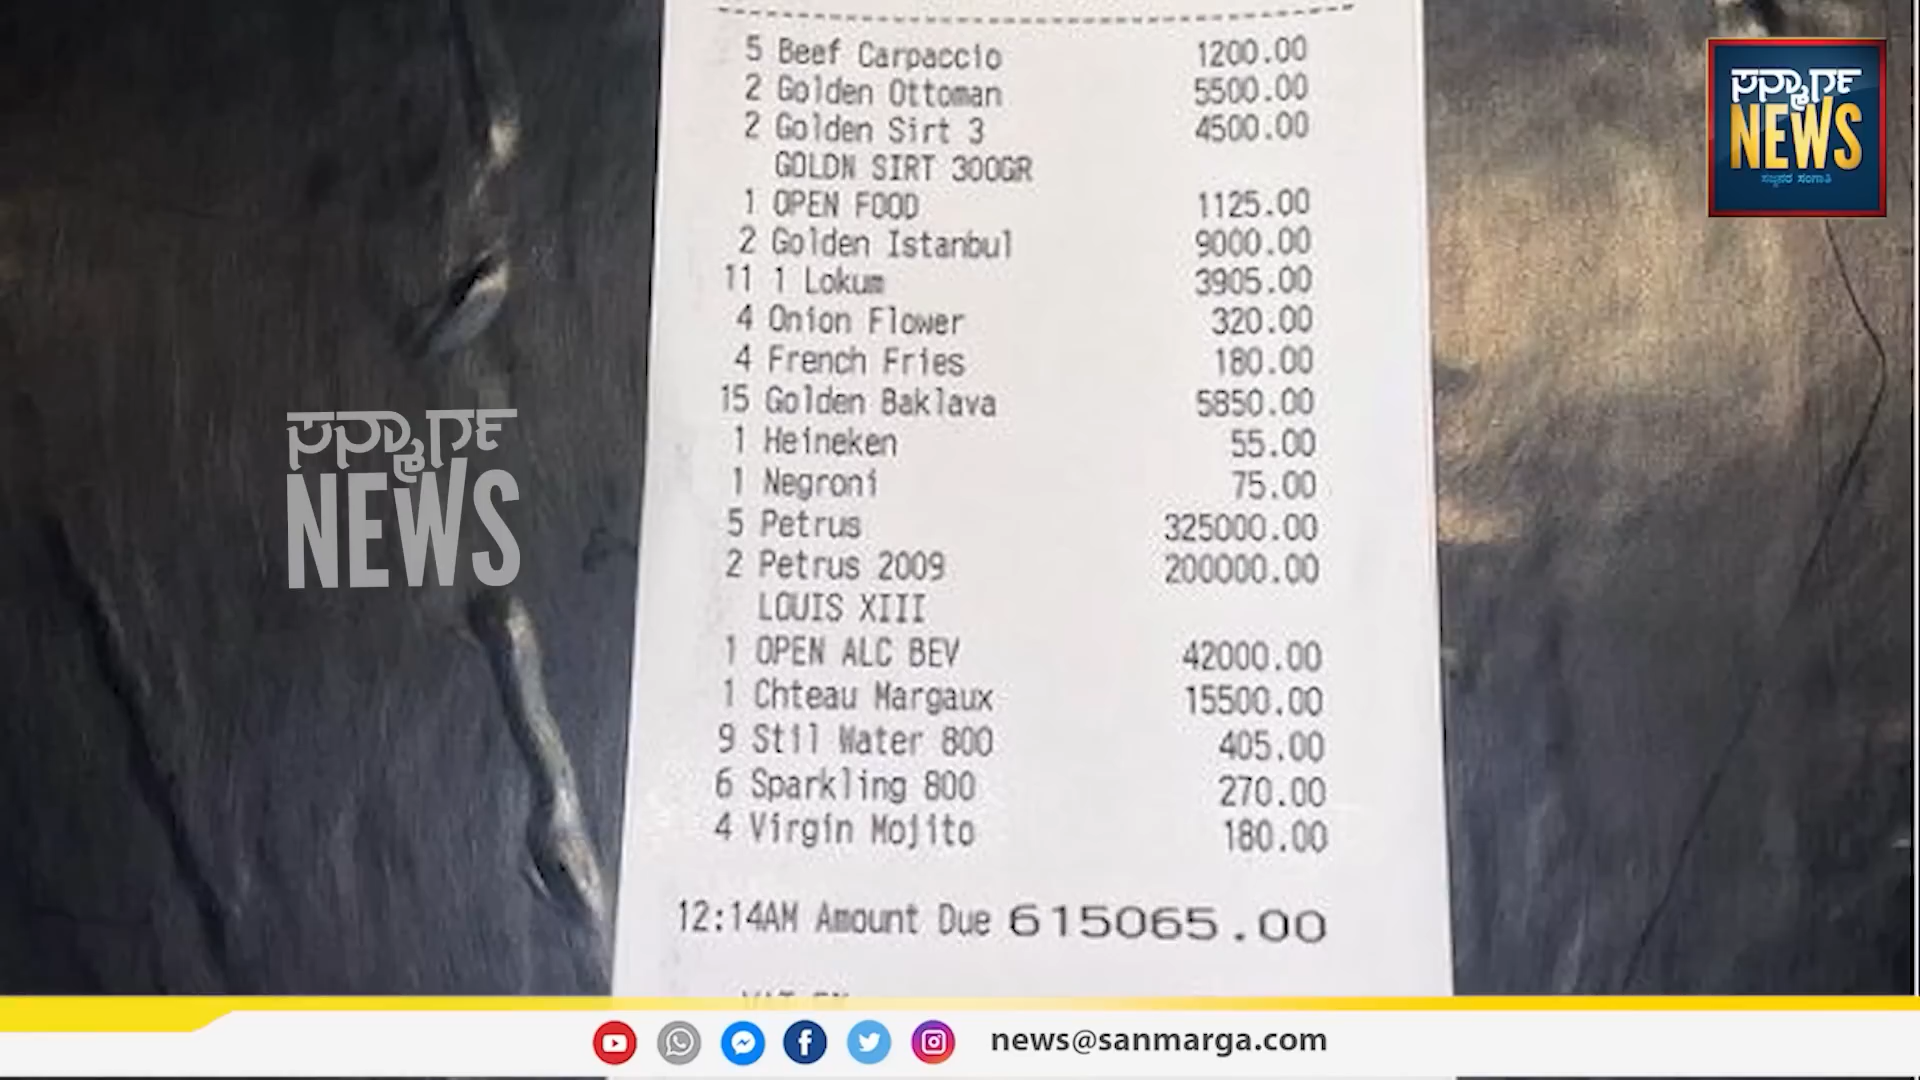 5 Beef Carpaccio 1200.00
2 Golden Ottoman 5500.00
2 Golden Sirt 3 4500.00
GOLDN SIRT 300GR
1 OPEN FOOD 1125.00
2 Golden Istanbul 9000.00
11 1 Lokum 3905.00
4 Onion Flower 320.00
4 French Fries 180.00
15 Golden Baklava 5850.00
1 Heineken 55.00
1 Negroni 75.00
5 Petrus 325000.00
2 Petrus 2009 200000.00
LOUIS XIII
1 OPEN ALC BEV 42000.00
1 Chteau Margaux 15500.00
9 Stil Water 800 405.00
6 Sparkling 800 270.00
4 Virgin Mojito 180.00
12:14AM Amount Due 615065.00
ಸನ್ಮಾರ್ಗ
NEWS
ಸಜ್ಜನರ ಸಂಗಾತಿ
ಸನ್ಮಾರ್ಗ
NEWS
news@sanmarga.com